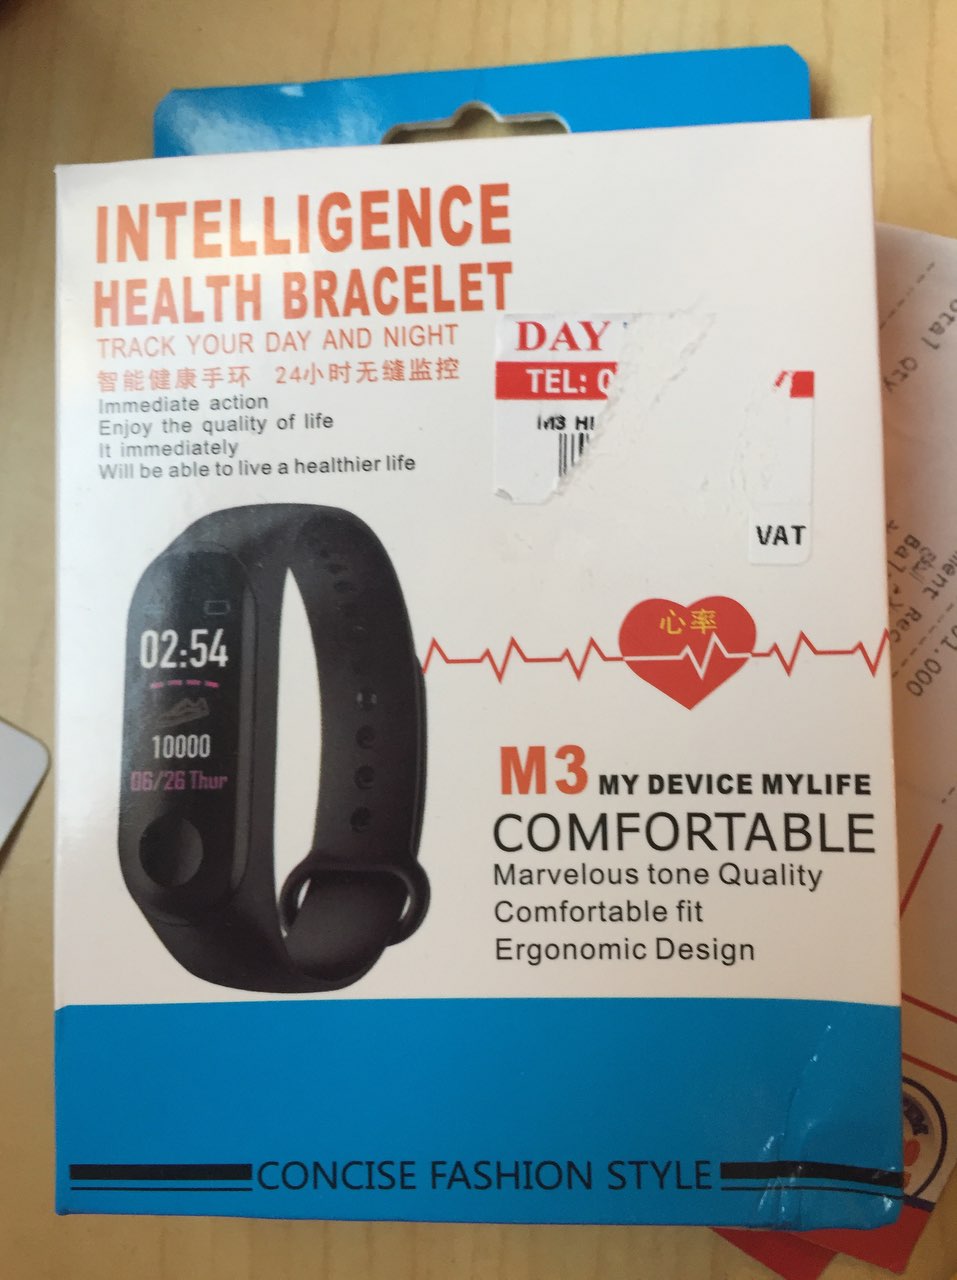 INTELLIGENCE
HEALTH BRACELET
TRACK YOUR DAY AND NIGHT
智能健康手环 24小时无缝监控
Immediate action
Enjoy the quality of life
It immediately
Will be able to live a healthier life
DAY
TEL: 0
M3
VAT
02:54
10000
06/26 Thur
心率
M3 MY DEVICE MYLIFE
COMFORTABLE
Marvelous tone Quality
Comfortable fit
Ergonomic Design
CONCISE FASHION STYLE
otal Qty